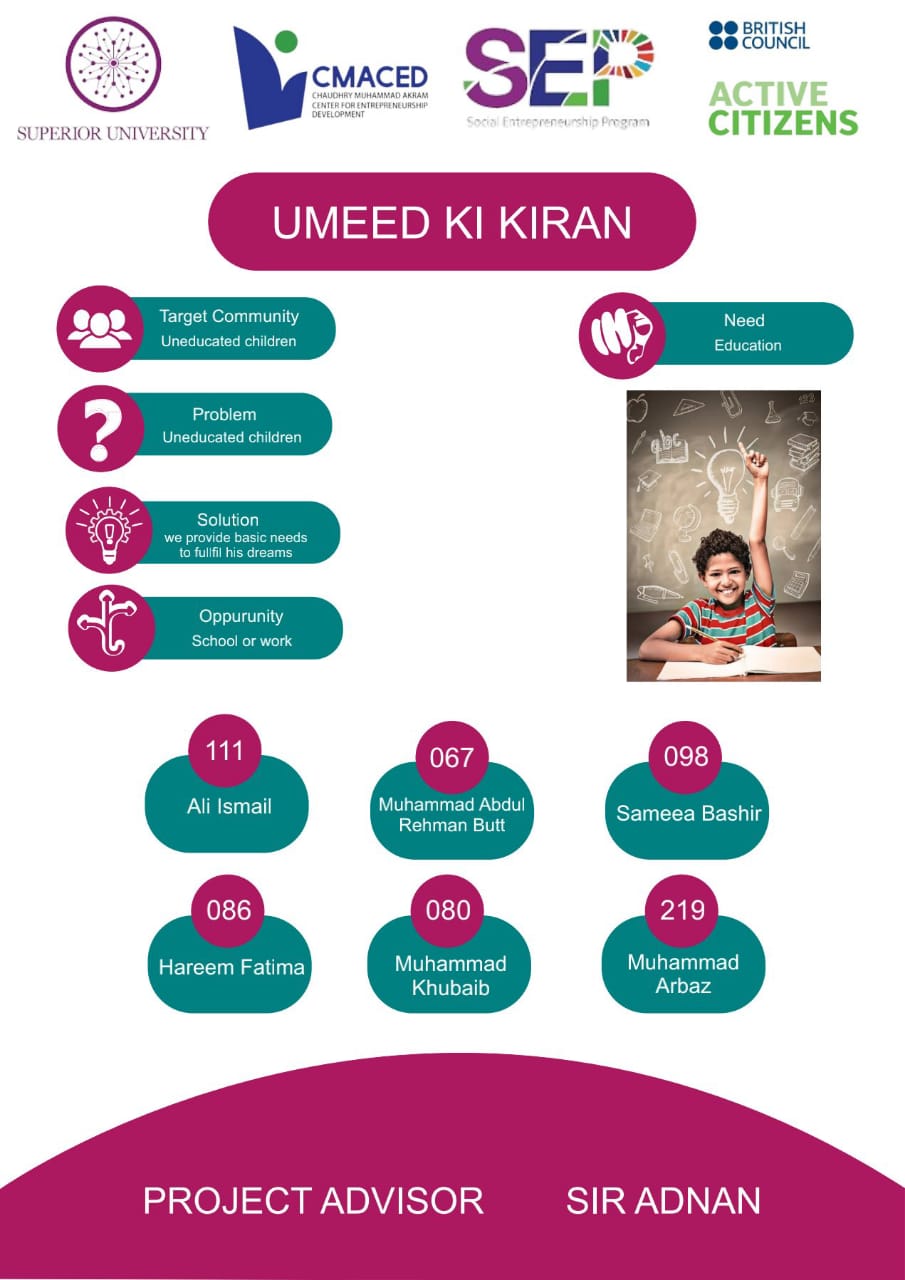 SUPERIOR UNIVERSITY
CMACED
CHAUDHRY MUHAMMAD AKRAM
CENTER FOR ENTREPRENEURSHIP
DEVELOPMENT
SEP
Social Entrepreneurship Program
BRITISH
COUNCIL
ACTIVE
CITIZENS
UMEED KI KIRAN
Target Community
Uneducated children
Need
Education
Problem
Uneducated children
Solution
we provide basic needs
to fullfil his dreams
Oppurunity
School or work
abc
123
111
Ali Ismail
067
Muhammad Abdul
Rehman Butt
098
Sameea Bashir
086
Hareem Fatima
080
Muhammad
Khubaib
219
Muhammad
Arbaz
PROJECT ADVISOR SIR ADNAN